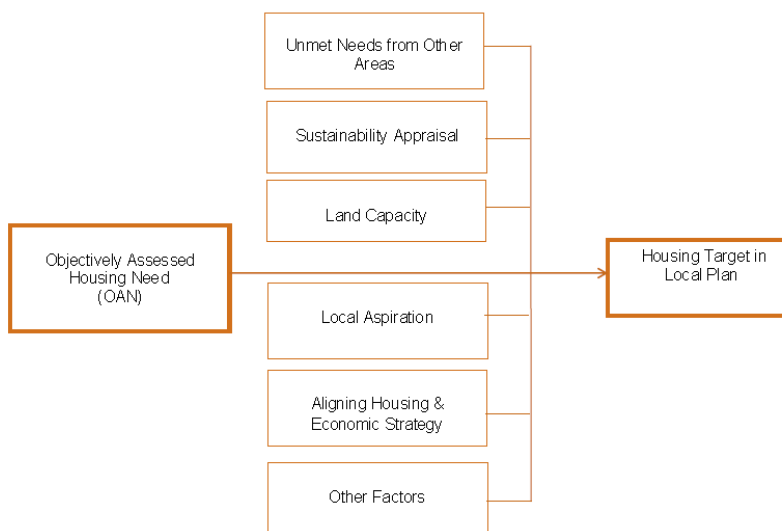 Unmet Needs from Other
Areas
Sustainability Appraisal
Land Capacity
Objectively Assessed
Housing Need
(OAN)
Housing Target in
Local Plan
Local Aspiration
Aligning Housing &
Economic Strategy
Other Factors